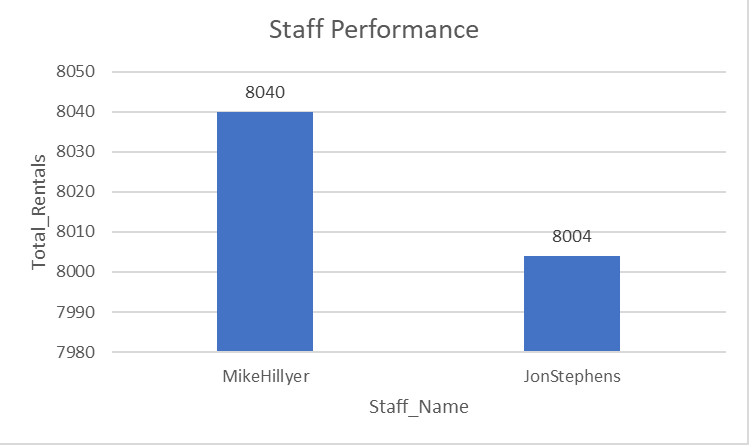 Staff Performance
Total_Rentals
8050
8040
8030
8020
8010
8000
7990
7980
8040
8004
MikeHillyer
JonStephens
Staff_Name